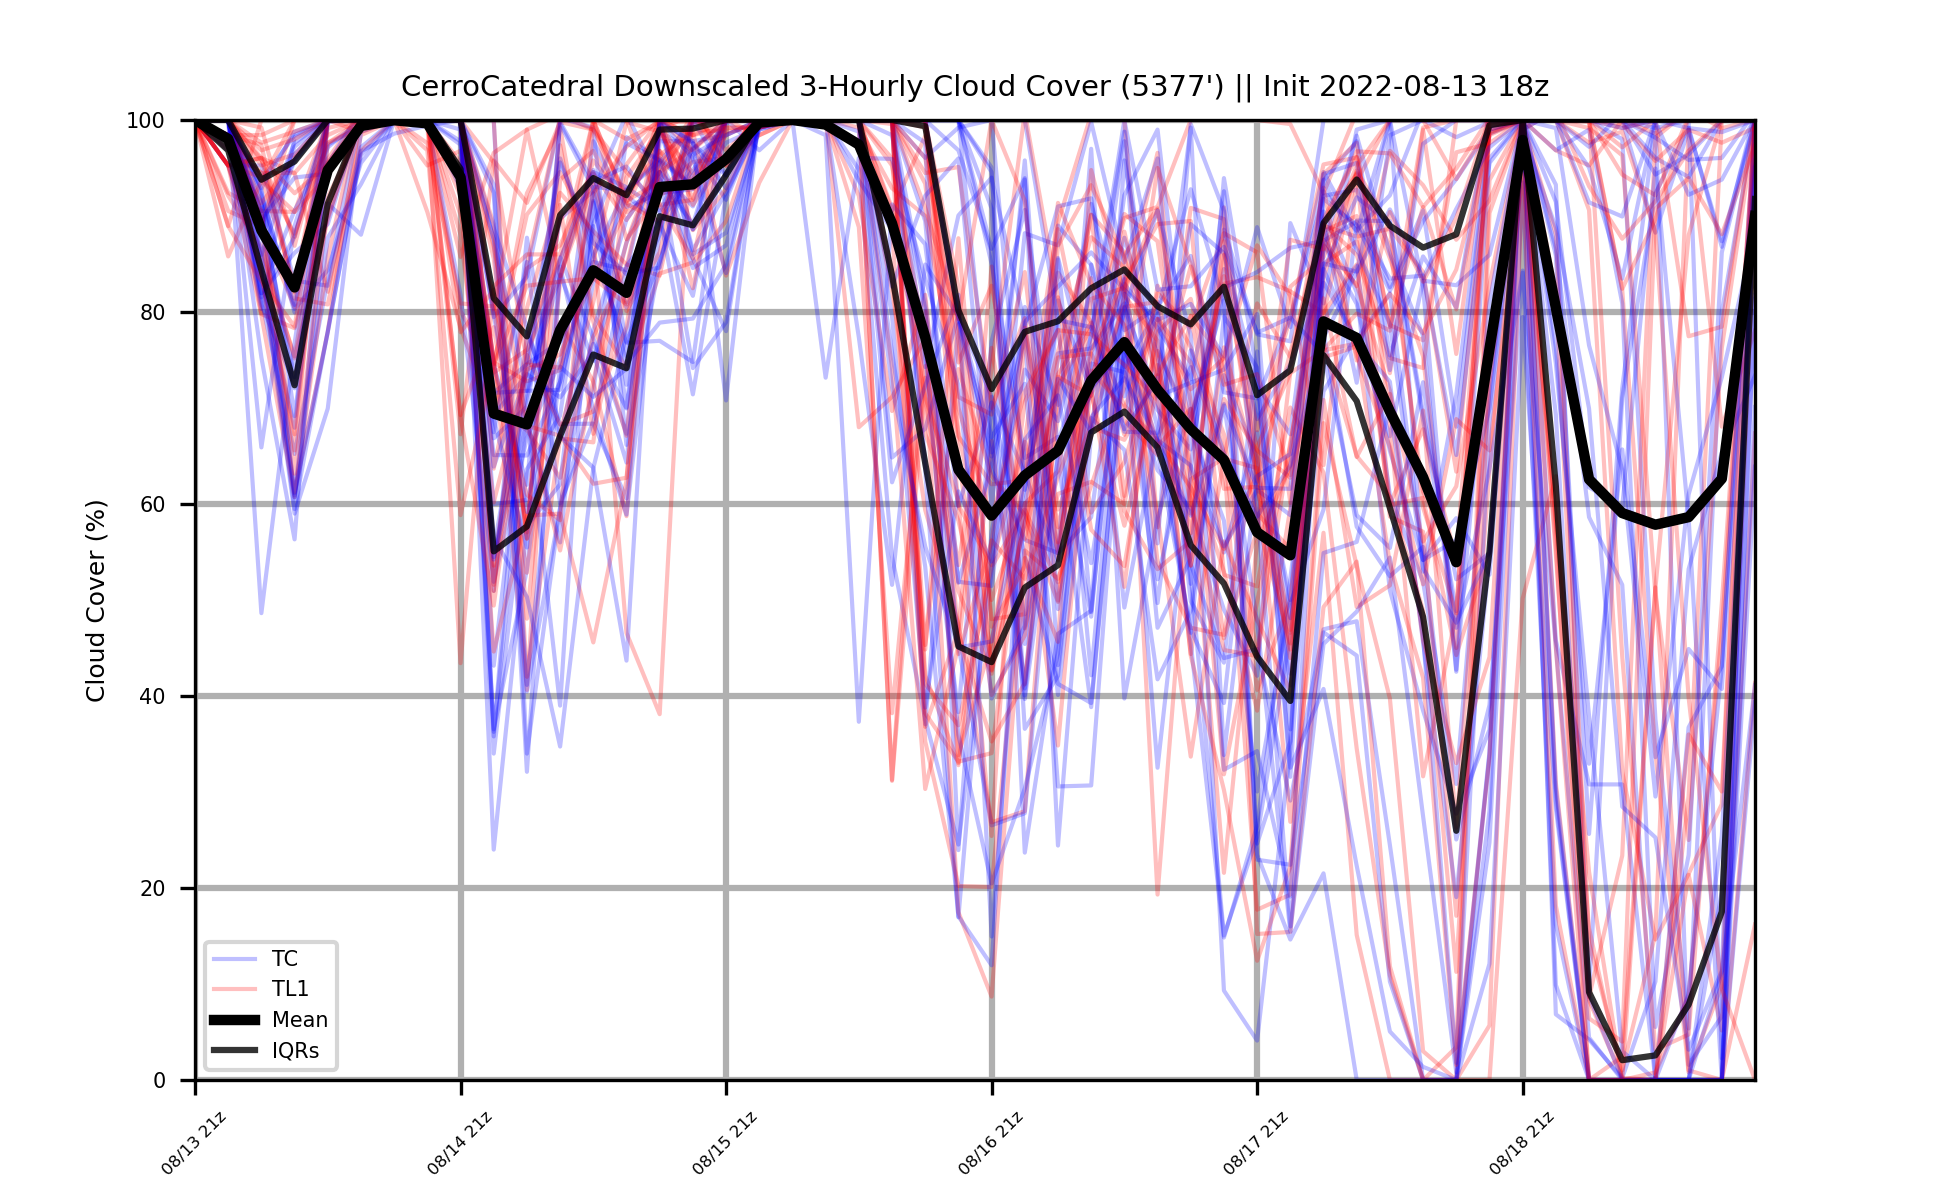 CerroCatedral Downscaled 3-Hourly Cloud Cover (5377') || Init 2022-08-13 18z
Cloud Cover (%)
100
80
60
40
20
0
TC
TL1
Mean
IQRs
08/13 21z
08/14 21z
08/15 21z
08/16 21z
08/17 21z
08/18 21z